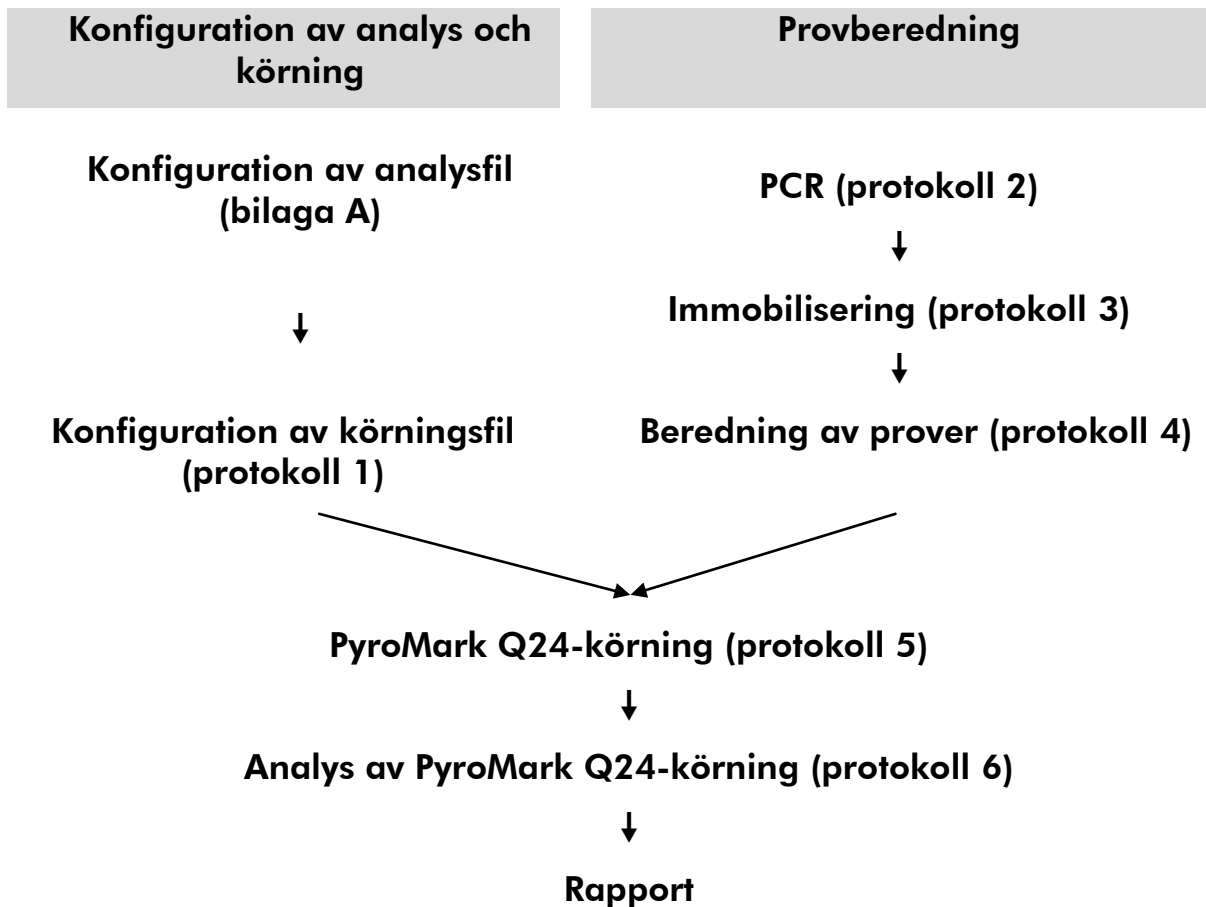 Konfiguration av analys och
körning
Provberedning
Konfiguration av analysfil
(bilaga A)
PCR (protokoll 2)
Immobilisering (protokoll 3)
Konfiguration av körningsfil
(protokoll 1)
Beredning av prover (protokoll 4)
PyroMark Q24-körning (protokoll 5)
Analys av PyroMark Q24-körning (protokoll 6)
Rapport